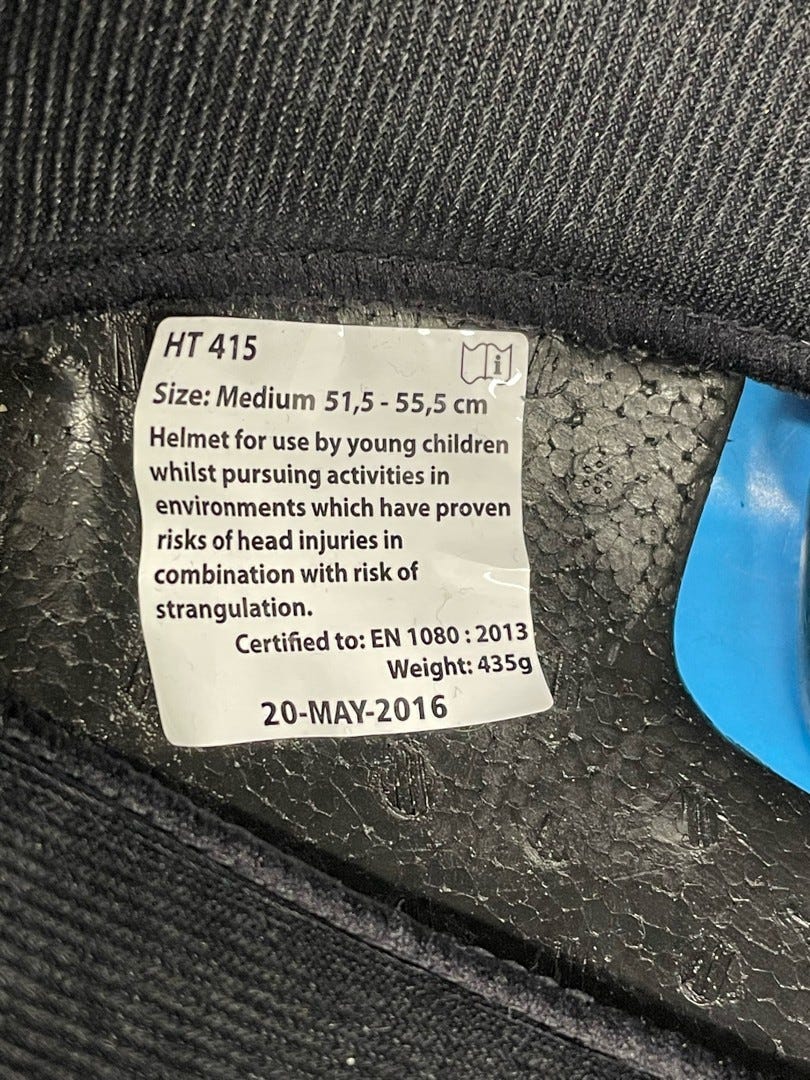 HT 415
i
Size: Medium 51,5 - 55,5 cm
Helmet for use by young children
whilst pursuing activities in
environments which have proven
risks of head injuries in
combination with risk of
strangulation.
Certified to: EN 1080 : 2013
Weight: 435g
20-MAY-2016